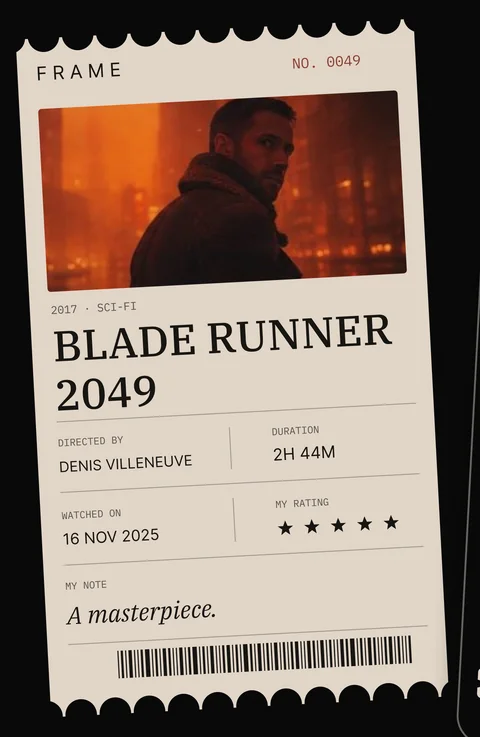 FRAME
NO. 0049
2017 · SCI-FI
BLADE RUNNER
2049
DIRECTED BY
DENIS VILLENEUVE
DURATION
2H 44M
WATCHED ON
16 NOV 2025
MY RATING
★ ★ ★ ★ ★
MY NOTE
A masterpiece.